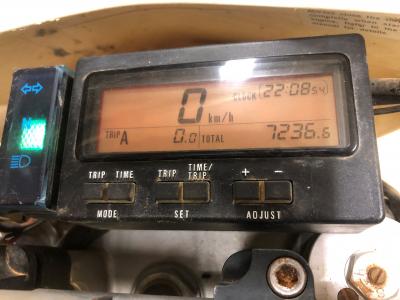 CLOCK 22:08 54
0 km/h
TRIP A 0.0 TOTAL 7236.6
N
TRIP TIME
TRIP TIME/TRIP
+ −
MODE
SET
ADJUST